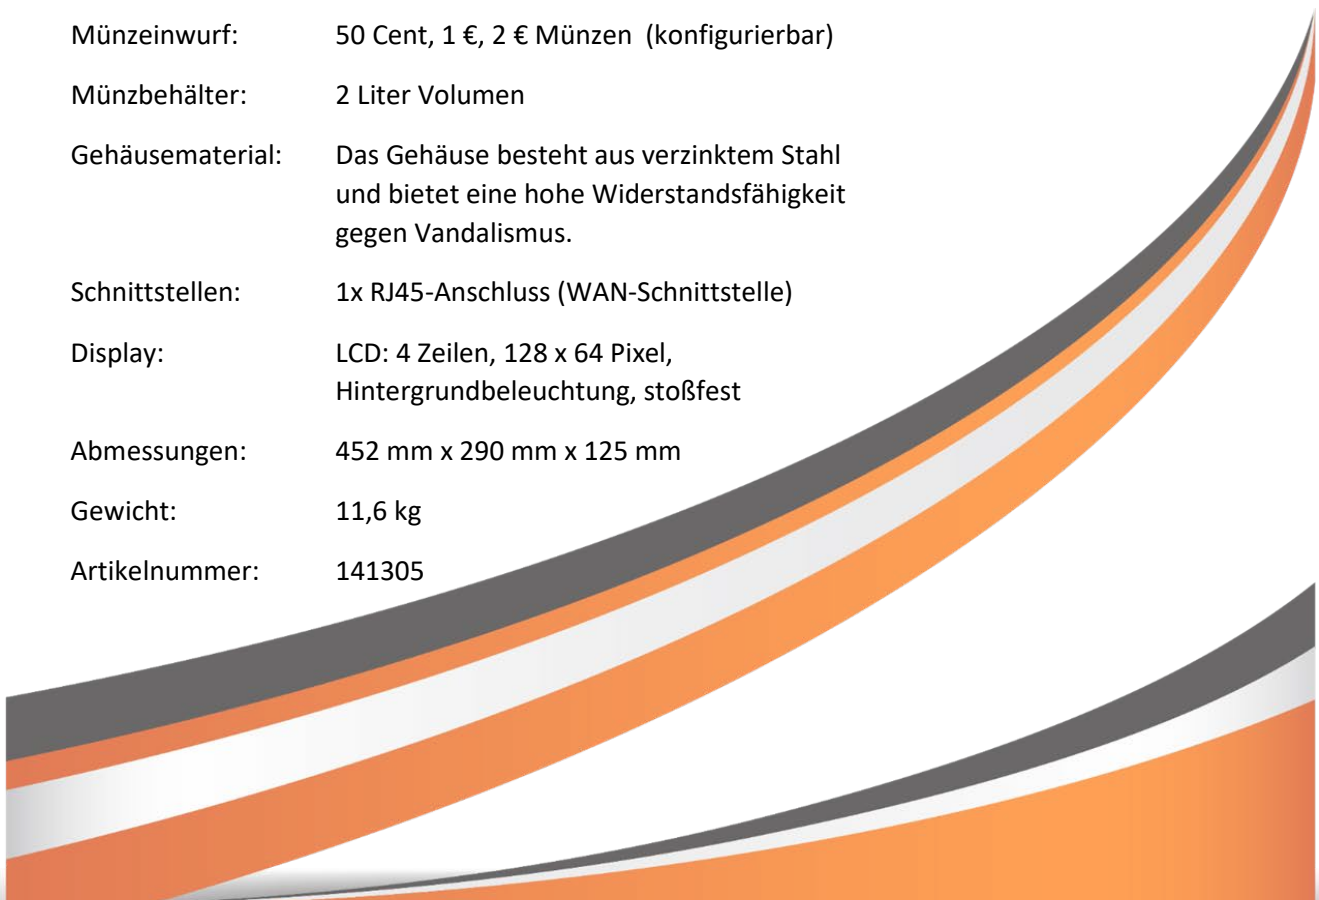 Münzeinwurf: 50 Cent, 1 €, 2 € Münzen  (konfigurierbar)
Münzbehälter: 2 Liter Volumen
Gehäusematerial: Das Gehäuse besteht aus verzinktem Stahl
und bietet eine hohe Widerstandsfähigkeit
gegen Vandalismus.
Schnittstellen: 1x RJ45-Anschluss (WAN-Schnittstelle)
Display: LCD: 4 Zeilen, 128 x 64 Pixel,
Hintergrundbeleuchtung, stoßfest
Abmessungen: 452 mm x 290 mm x 125 mm
Gewicht: 11,6 kg
Artikelnummer: 141305